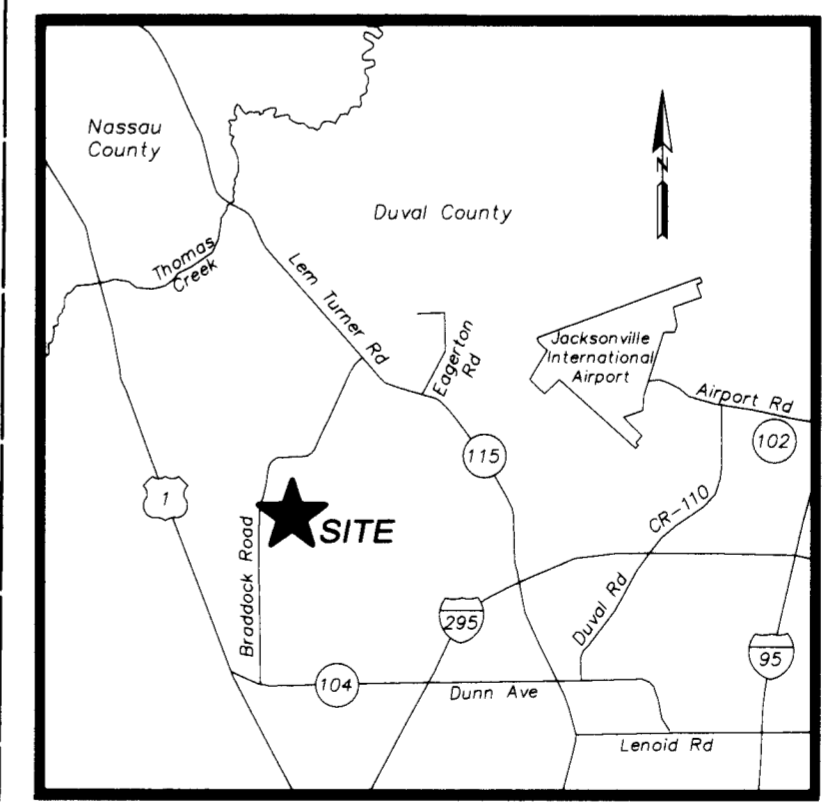 Nassau
County
Duval County
N
Thomas
Creek
Lem Turner Rd
Eagerton
Rd
Jacksonville
International
Airport
Airport Rd
102
115
1
CR-110
SITE
Braddock Road
295
Duval Rd
95
104
Dunn Ave
Lenoid Rd